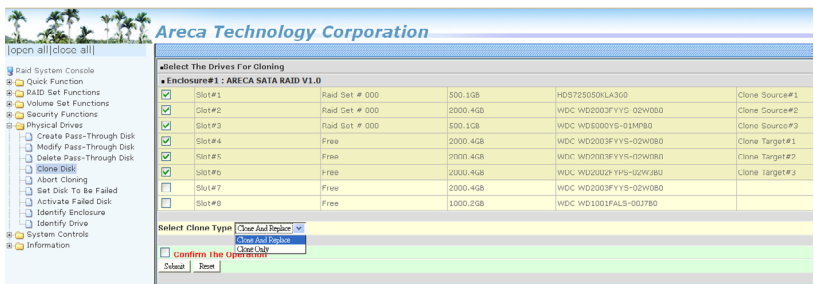 Areca Technology Corporation
|open all|close all|
Raid System Console
Quick Function
RAID Set Functions
Volume Set Functions
Security Functions
Physical Drives
Create Pass-Through Disk
Modify Pass-Through Disk
Delete Pass-Through Disk
Clone Disk
Abort Cloning
Set Disk To Be Failed
Activate Failed Disk
Identify Enclosure
Identify Drive
System Controls
Information
Select The Drives For Cloning
Enclosure#1 : ARECA SATA RAID V1.0
Slot#1 Raid Set # 000 500.1GB HDS725050KLA360 Clone Source#1
Slot#2 Raid Set # 000 2000.4GB WDC WD2003FYYS-02W0B0 Clone Source#2
Slot#3 Raid Set # 000 500.1GB WDC WD5000YS-01MPB0 Clone Source#3
Slot#4 Free 2000.4GB WDC WD2003FYYS-02W0B0 Clone Target#1
Slot#5 Free 2000.4GB WDC WD2003FYYS-02W0B0 Clone Target#2
Slot#6 Free 2000.4GB WDC WD2002FYPS-02W3B0 Clone Target#3
Slot#7 Free 2000.4GB WDC WD2003FYYS-02W0B0
Slot#8 Free 1000.2GB WDC WD1001FALS-00J7B0
Select Clone Type Clone And Replace
Clone And Replace
Clone Only
Confirm The Operation
Submit Reset